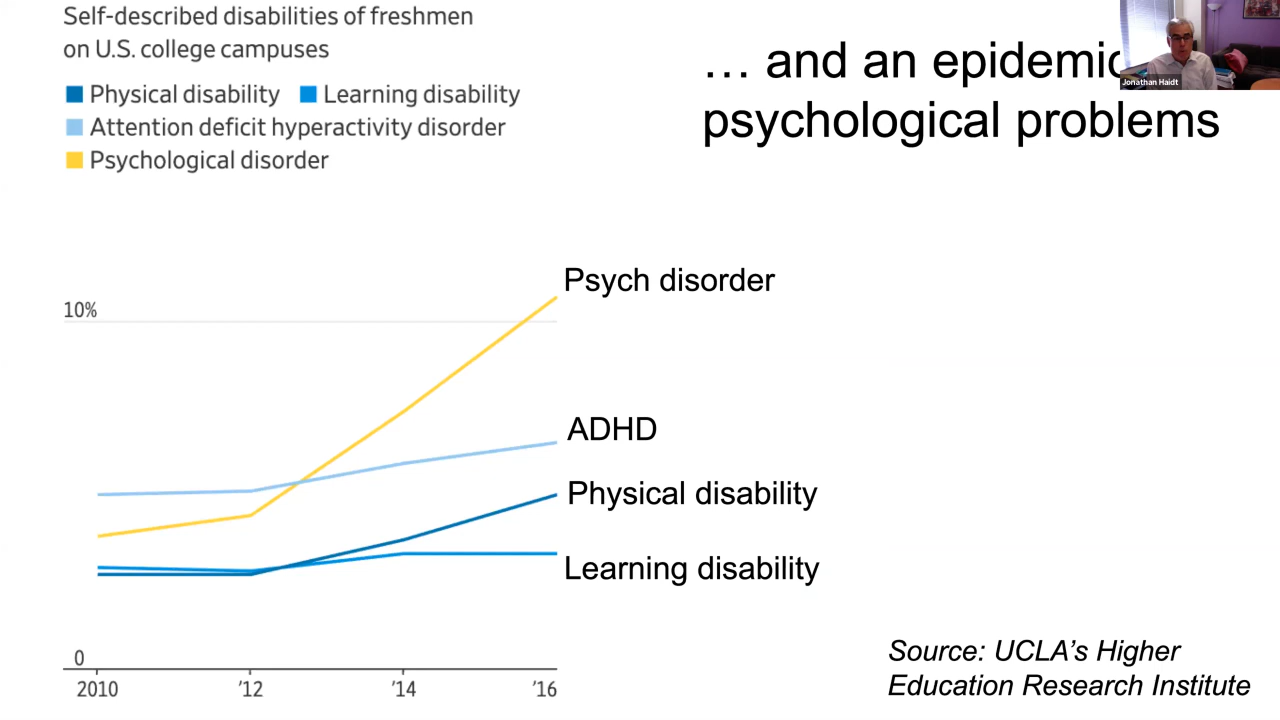 Self-described disabilities of freshmen
on U.S. college campuses
Physical disability Learning disability
Attention deficit hyperactivity disorder
Psychological disorder
… and an epidemic
psychological problems
Jonathan Haidt
10%
0
2010 '12 '14 '16
Psych disorder
ADHD
Physical disability
Learning disability
Source: UCLA’s Higher
Education Research Institute